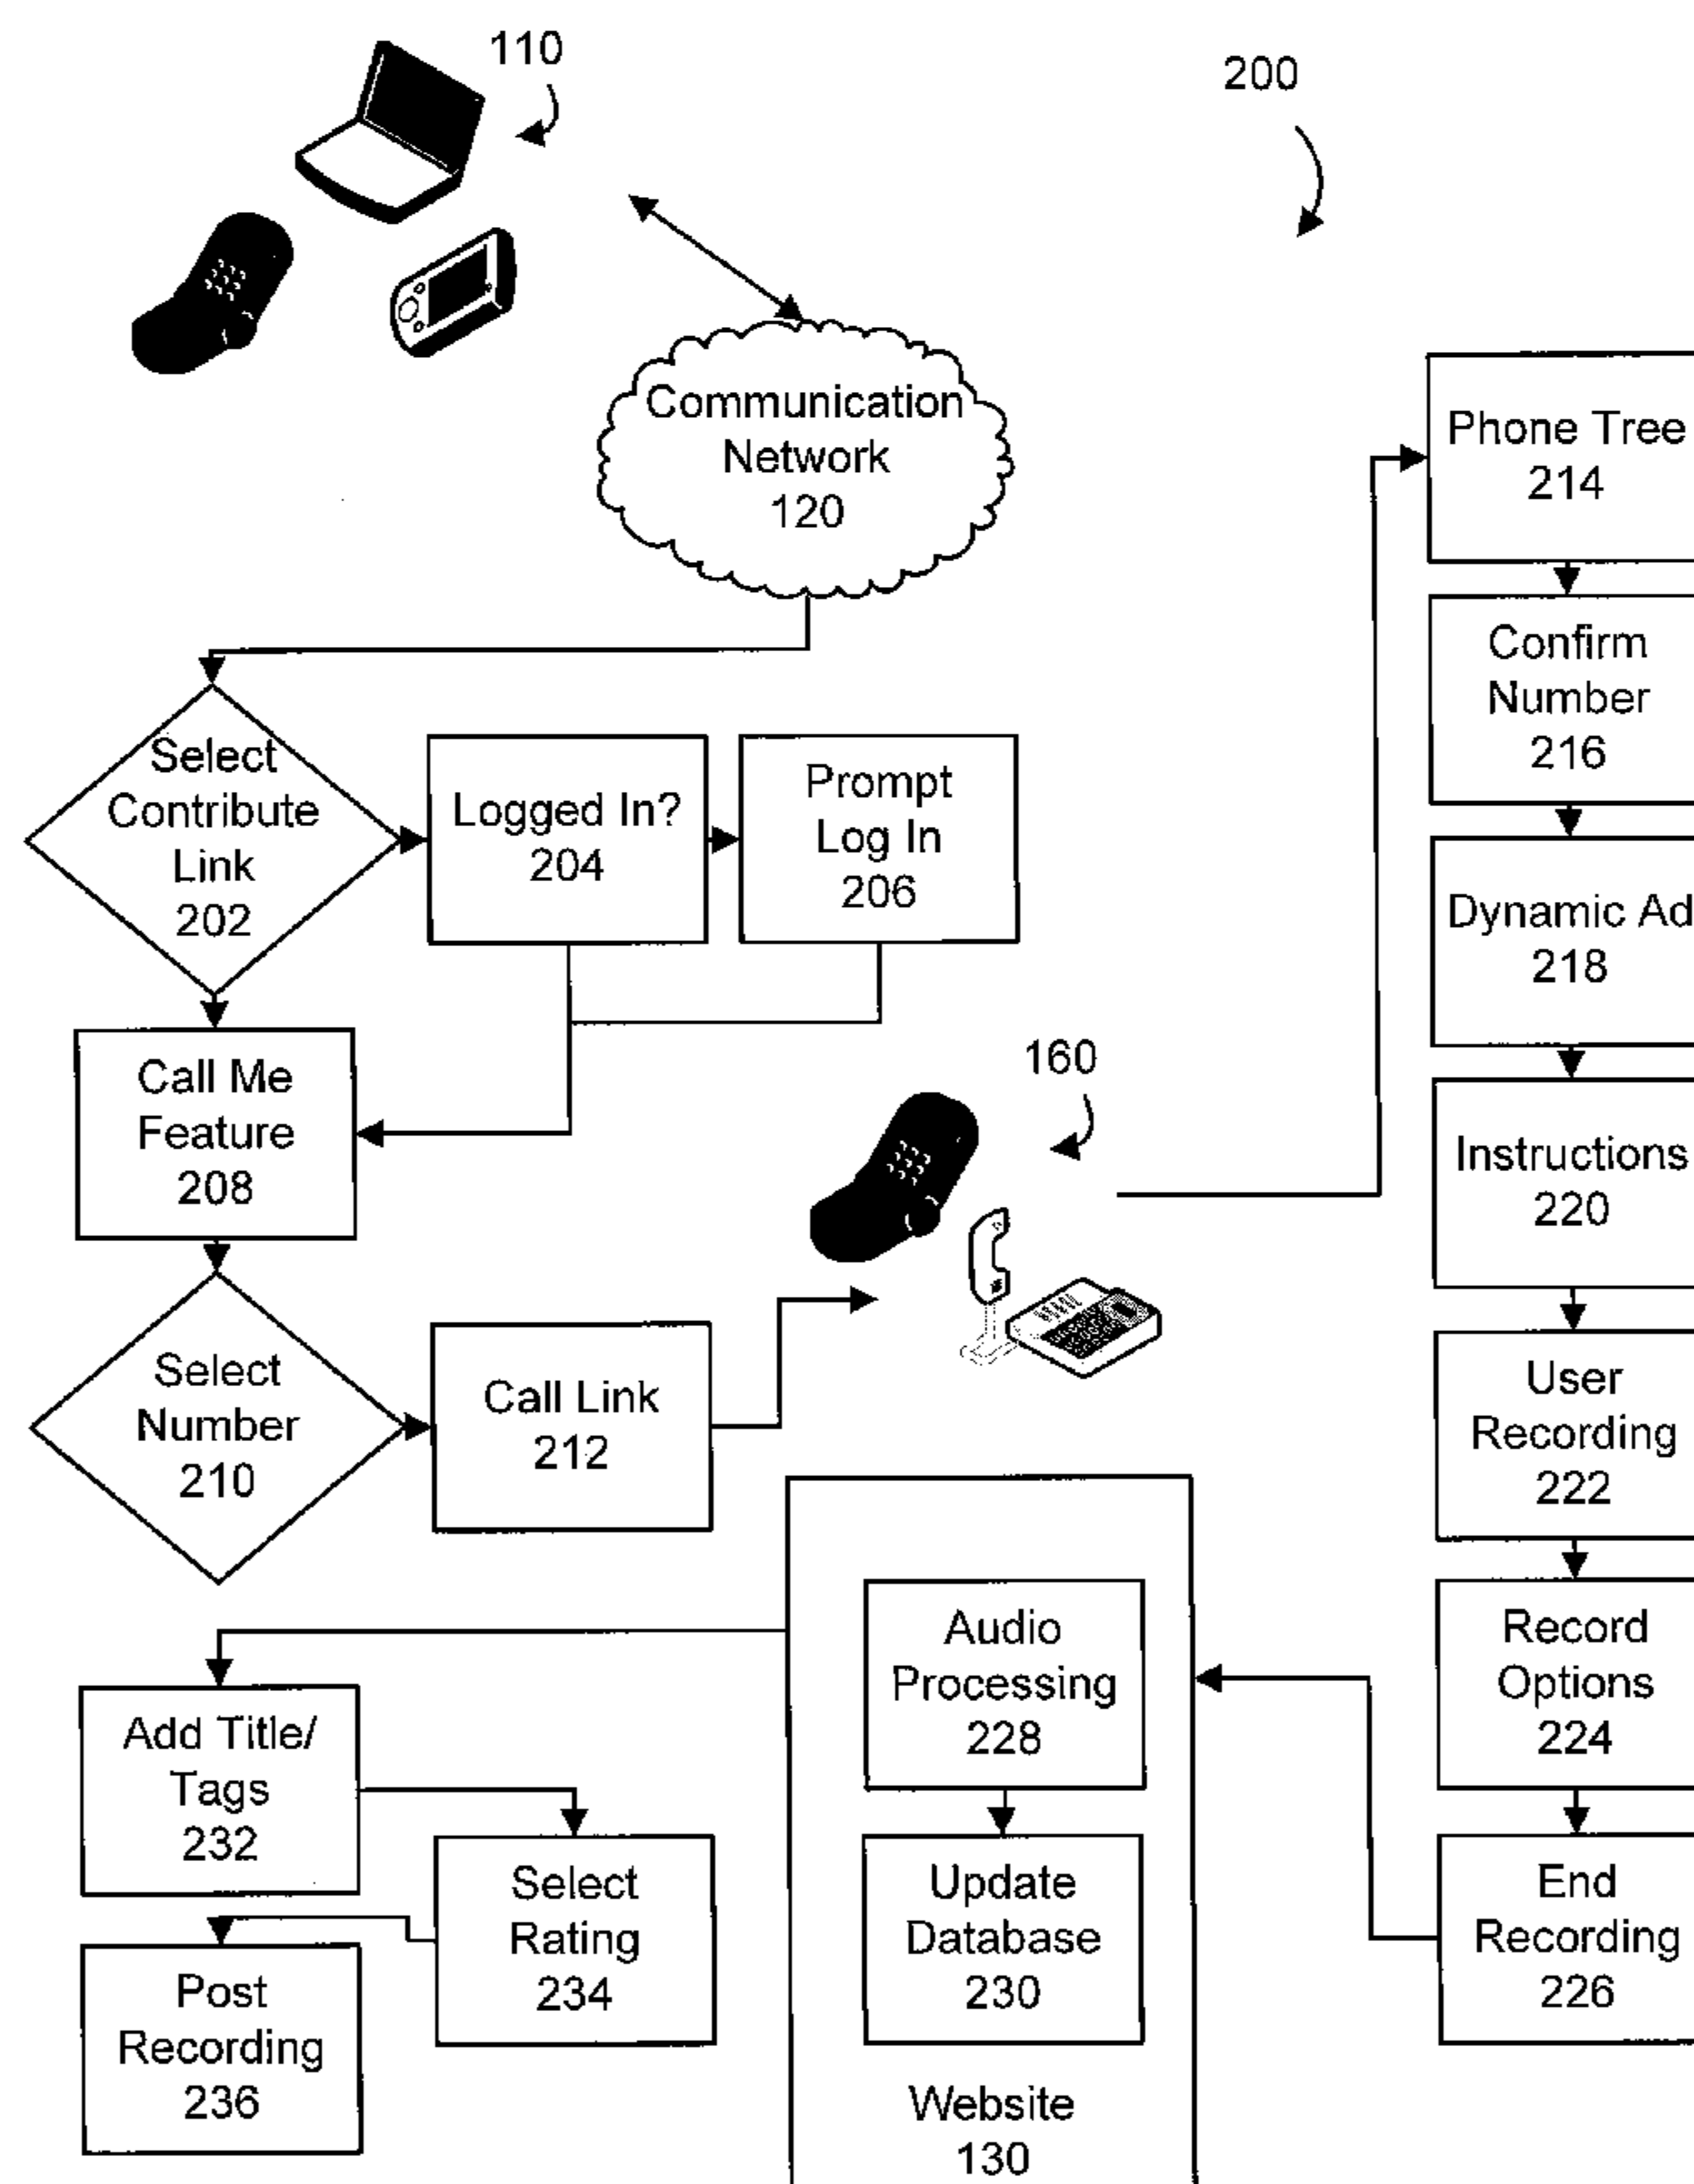 110
200
Communication
Network
120
Select
Contribute
Link
202
Logged In?
204
Prompt
Log In
206
Call Me
Feature
208
Select
Number
210
Call Link
212
160
Phone Tree
214
Confirm
Number
216
Dynamic Ad
218
Instructions
220
User
Recording
222
Record
Options
224
End
Recording
226
Audio
Processing
228
Update
Database
230
Website
130
Add Title/
Tags
232
Select
Rating
234
Post
Recording
236